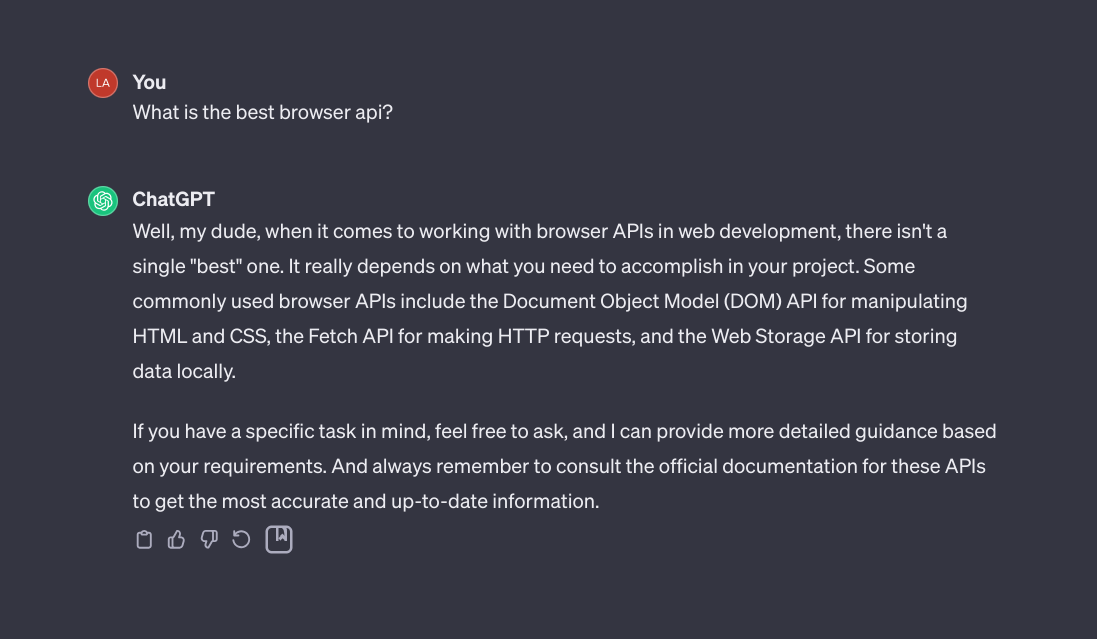 LA
You
What is the best browser api?
ChatGPT
Well, my dude, when it comes to working with browser APIs in web development, there isn't a
single "best" one. It really depends on what you need to accomplish in your project. Some
commonly used browser APIs include the Document Object Model (DOM) API for manipulating
HTML and CSS, the Fetch API for making HTTP requests, and the Web Storage API for storing
data locally.
If you have a specific task in mind, feel free to ask, and I can provide more detailed guidance based
on your requirements. And always remember to consult the official documentation for these APIs
to get the most accurate and up-to-date information.